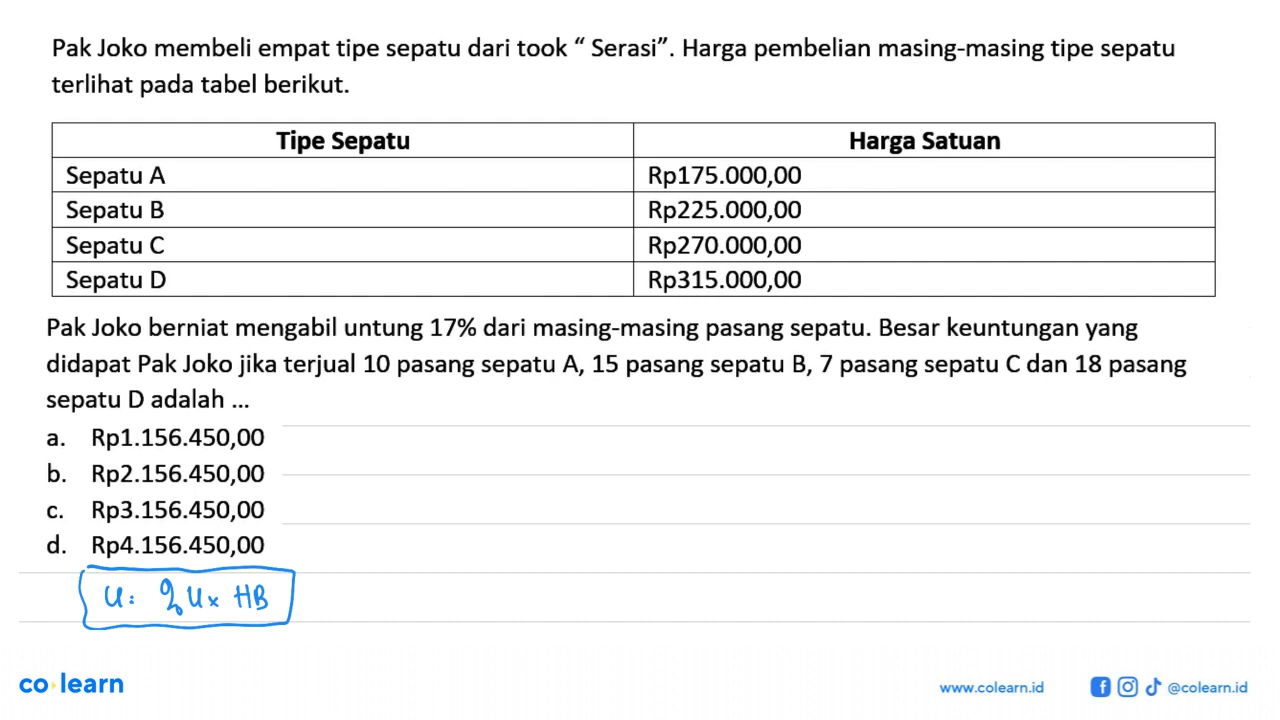 Pak Joko membeli empat tipe sepatu dari took “ Serasi”. Harga pembelian masing-masing tipe sepatu
terlihat pada tabel berikut.
Tipe Sepatu Harga Satuan
Sepatu A Rp175.000,00
Sepatu B Rp225.000,00
Sepatu C Rp270.000,00
Sepatu D Rp315.000,00
Pak Joko berniat mengabil untung 17% dari masing-masing pasang sepatu. Besar keuntungan yang
didapat Pak Joko jika terjual 10 pasang sepatu A, 15 pasang sepatu B, 7 pasang sepatu C dan 18 pasang
sepatu D adalah ...
a. Rp1.156.450,00
b. Rp2.156.450,00
c. Rp3.156.450,00
d. Rp4.156.450,00
U = %U x HB
co learn
www.colearn.id @colearn.id